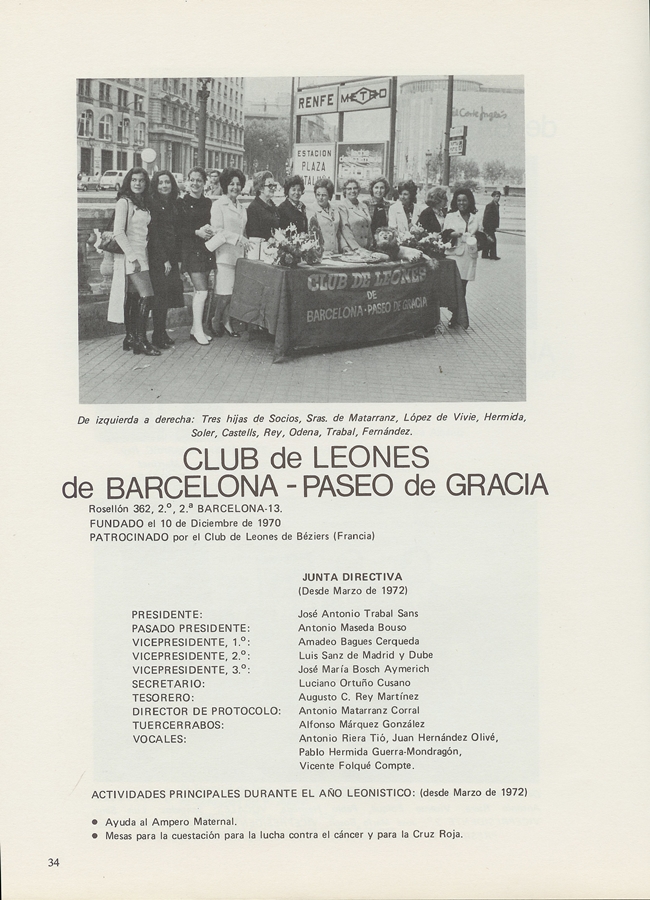 RENFE METRO
El Corte Inglés
ESTACION
PLAZA
CLUB DE LEONES
DE
BARCELONA·PASEO DE GRACIA
De izquierda a derecha: Tres hijas de Socios, Sras. de Matarranz, López de Vivie, Hermida,
Soler, Castells, Rey, Odena, Trabal, Fernández.
CLUB de LEONES
de BARCELONA - PASEO de GRACIA
Rosellón 362, 2.º, 2.ª BARCELONA-13.
FUNDADO el 10 de Diciembre de 1970
PATROCINADO por el Club de Leones de Béziers (Francia)
JUNTA DIRECTIVA
(Desde Marzo de 1972)
PRESIDENTE: José Antonio Trabal Sans
PASADO PRESIDENTE: Antonio Maseda Bouso
VICEPRESIDENTE, 1.º: Amadeo Bagues Cerqueda
VICEPRESIDENTE, 2.º: Luis Sanz de Madrid y Dube
VICEPRESIDENTE, 3.º: José María Bosch Aymerich
SECRETARIO: Luciano Ortuño Cusano
TESORERO: Augusto C. Rey Martínez
DIRECTOR DE PROTOCOLO: Antonio Matarranz Corral
TUERCERRABOS: Alfonso Márquez González
VOCALES: Antonio Riera Tió, Juan Hernández Olivé,
Pablo Hermida Guerra-Mondragón,
Vicente Folqué Compte.
ACTIVIDADES PRINCIPALES DURANTE EL AÑO LEONISTICO: (desde Marzo de 1972)
● Ayuda al Ampero Maternal.
● Mesas para la cuestación para la lucha contra el cáncer y para la Cruz Roja.
34